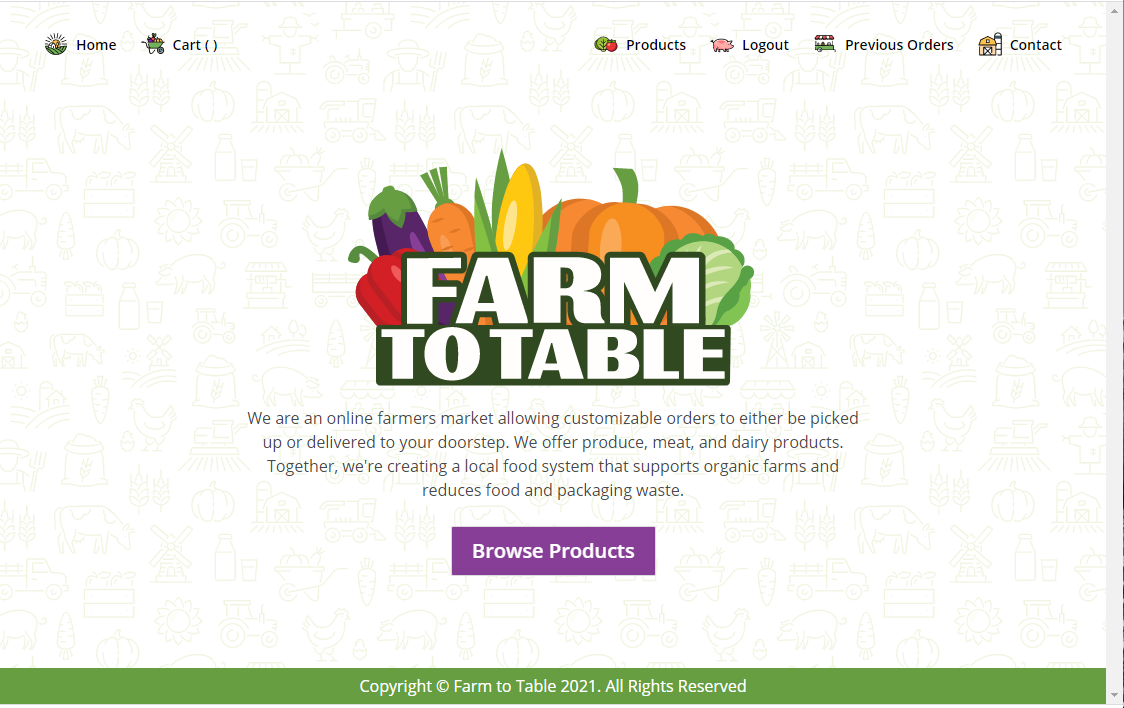 Home Cart ( ) Products Logout Previous Orders Contact
FARM
TO TABLE
We are an online farmers market allowing customizable orders to either be picked
up or delivered to your doorstep. We offer produce, meat, and dairy products.
Together, we're creating a local food system that supports organic farms and
reduces food and packaging waste.
Browse Products
Copyright © Farm to Table 2021. All Rights Reserved